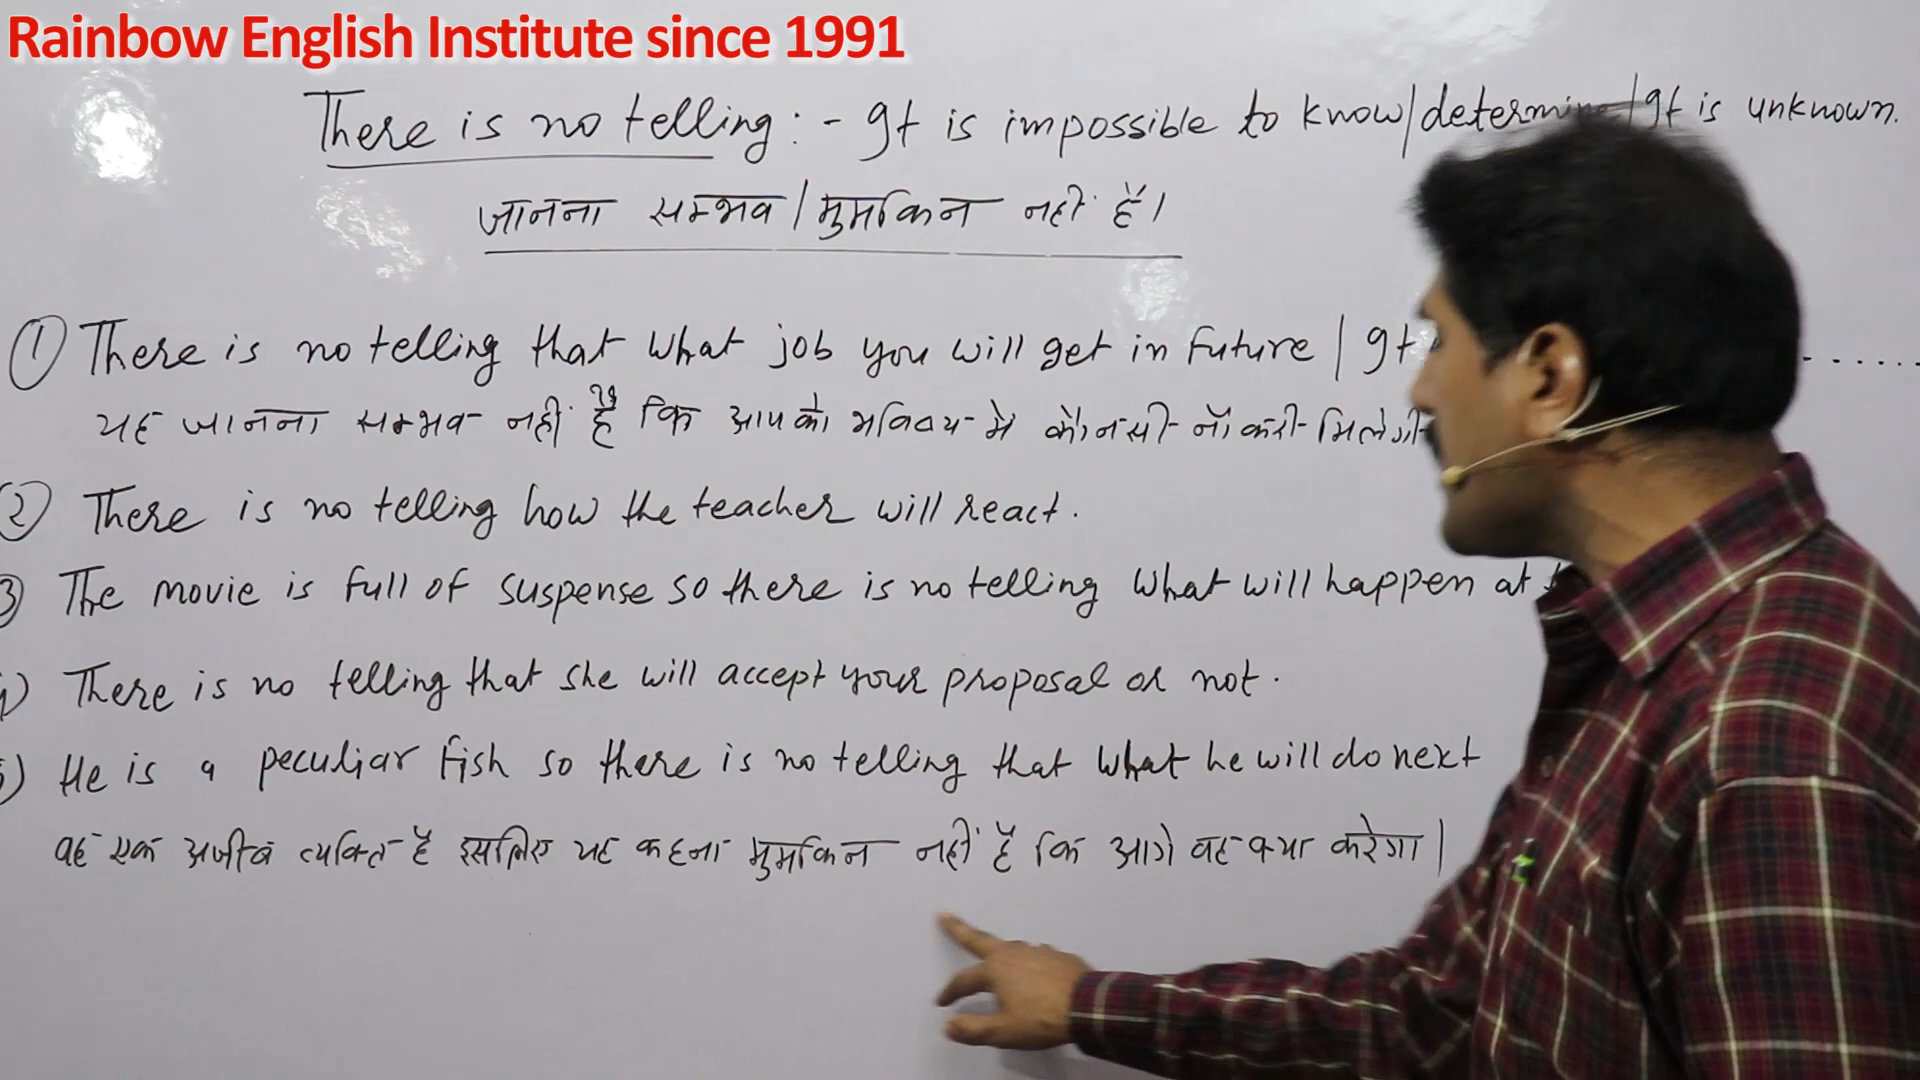 Rainbow English Institute since 1991
There is no telling : - It is impossible to know/determine/It is unknown.
जानना सम्भव/मुमकिन नहीं है।
① There is no telling that what job you will get in future / It .....
यह जानना सम्भव नहीं है कि आपको भविष्य में कौनसी नौकरी मिलेगी
② There is no telling how the teacher will react.
3 The movie is full of suspense so there is no telling what will happen at
4) There is no telling that she will accept your proposal or not.
5) He is a peculiar fish so there is no telling that what he will do next
वह एक अजीब व्यक्ति है इसलिए यह कहना मुमकिन नहीं है कि आगे वह क्या करेगा।